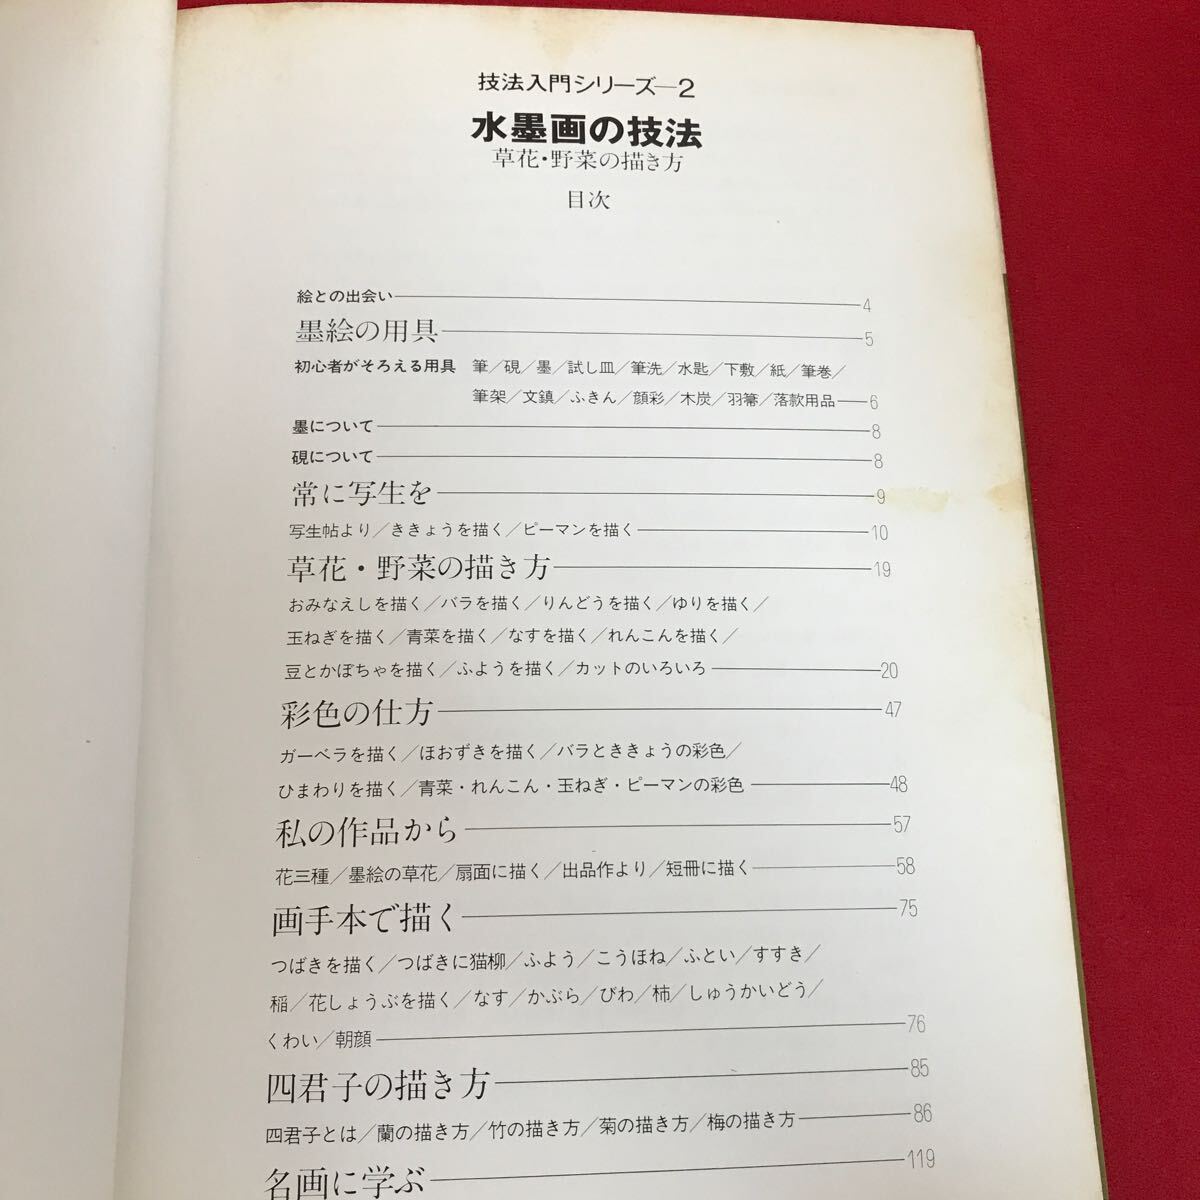 技法入門シリーズ―2
水墨画の技法
草花・野菜の描き方
目次
絵との出会い――4
墨絵の用具――5
初心者がそろえる用具 筆／硯／墨／試し皿／筆洗／水匙／下敷／紙／筆巻／
筆架／文鎮／ふきん／顔彩／木炭／羽箒／落款用品――6
墨について――8
硯について――8
常に写生を――9
写生帖より／ききょうを描く／ピーマンを描く――10
草花・野菜の描き方――19
おみなえしを描く／バラを描く／りんどうを描く／ゆりを描く／
玉ねぎを描く／青菜を描く／なすを描く／れんこんを描く／
豆とかぼちゃを描く／ふようを描く／カットのいろいろ――20
彩色の仕方――47
ガーベラを描く／ほおずきを描く／バラとききょうの彩色／
ひまわりを描く／青菜・れんこん・玉ねぎ・ピーマンの彩色――48
私の作品から――57
花三種／墨絵の草花／扇面に描く／出品作より／短冊に描く――58
画手本で描く――75
つばきを描く／つばきに猫柳／ふよう／こうほね／ふとい／すすき／
稲／花しょうぶを描く／なす／かぶら／びわ／柿／しゅうかいどう／
くわい／朝顔――76
四君子の描き方――85
四君子とは／蘭の描き方／竹の描き方／菊の描き方／梅の描き方――86
名画に学ぶ――119